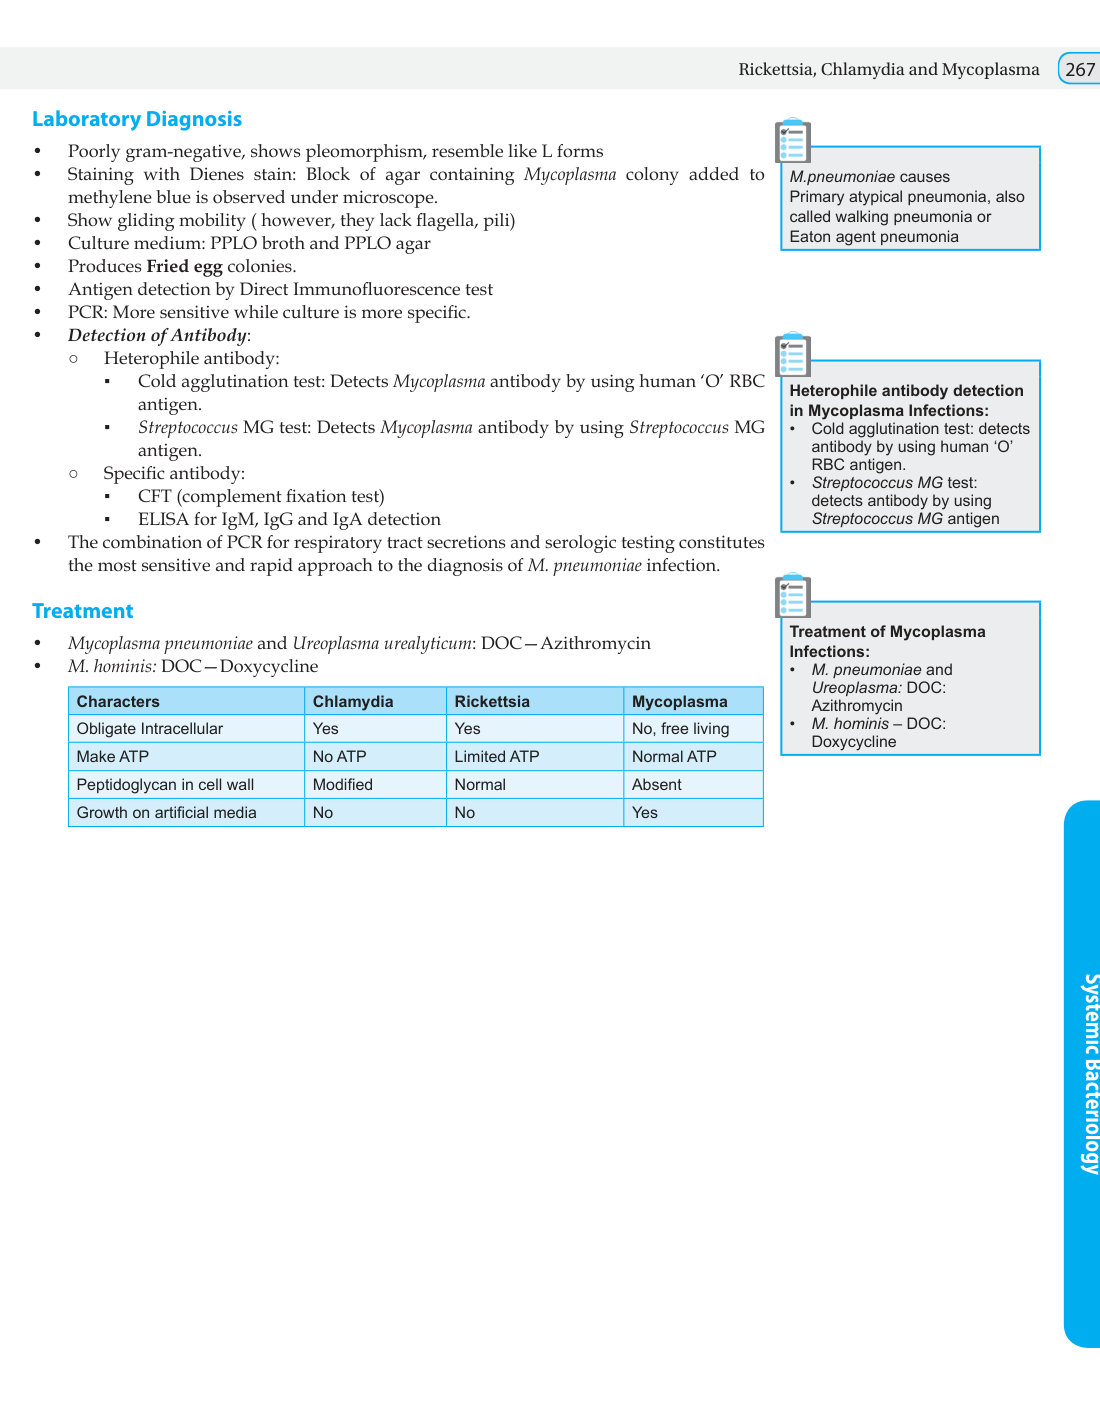 Rickettsia, Chlamydia and Mycoplasma 267
Laboratory Diagnosis
• Poorly gram-negative, shows pleomorphism, resemble like L forms
• Staining with Dienes stain: Block of agar containing Mycoplasma colony added to
methylene blue is observed under microscope.
• Show gliding mobility ( however, they lack flagella, pili)
• Culture medium: PPLO broth and PPLO agar
• Produces Fried egg colonies.
• Antigen detection by Direct Immunofluorescence test
• PCR: More sensitive while culture is more specific.
• Detection of Antibody:
○ Heterophile antibody:
▪ Cold agglutination test: Detects Mycoplasma antibody by using human ‘O’ RBC
antigen.
▪ Streptococcus MG test: Detects Mycoplasma antibody by using Streptococcus MG
antigen.
○ Specific antibody:
▪ CFT (complement fixation test)
▪ ELISA for IgM, IgG and IgA detection
• The combination of PCR for respiratory tract secretions and serologic testing constitutes
the most sensitive and rapid approach to the diagnosis of M. pneumoniae infection.
Treatment
• Mycoplasma pneumoniae and Ureoplasma urealyticum: DOC—Azithromycin
• M. hominis: DOC—Doxycycline
Characters Chlamydia Rickettsia Mycoplasma
Obligate Intracellular Yes Yes No, free living
Make ATP No ATP Limited ATP Normal ATP
Peptidoglycan in cell wall Modified Normal Absent
Growth on artificial media No No Yes
M.pneumoniae causes
Primary atypical pneumonia, also
called walking pneumonia or
Eaton agent pneumonia
Heterophile antibody detection
in Mycoplasma Infections:
• Cold agglutination test: detects
antibody by using human ‘O’
RBC antigen.
• Streptococcus MG test:
detects antibody by using
Streptococcus MG antigen
Treatment of Mycoplasma
Infections:
• M. pneumoniae and
Ureoplasma: DOC:
Azithromycin
• M. hominis – DOC:
Doxycycline
Systemic Bacteriology